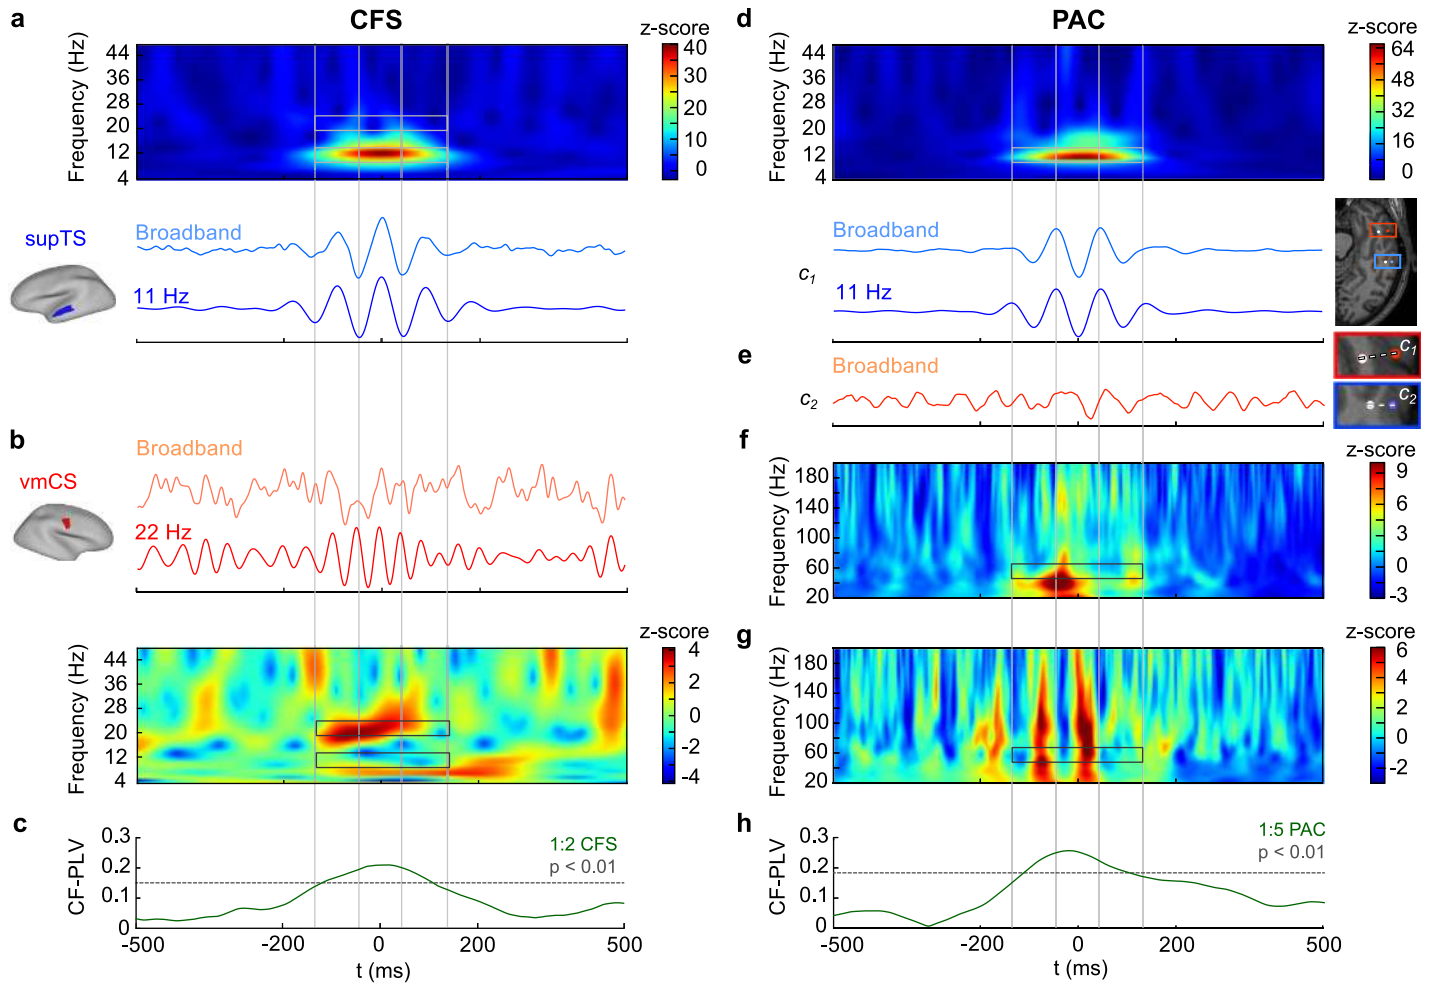 a
CFS
z-score
Frequency (Hz)
44
36
28
20
12
4
40
30
20
10
0
supTS
Broadband
11 Hz
b
vmCS
Broadband
22 Hz
z-score
Frequency (Hz)
44
36
28
20
12
4
4
2
0
-2
-4
c
CF-PLV
0.3
0.2
0.1
0
1:2 CFS
p < 0.01
-500
-200
0
200
500
t (ms)
d
PAC
z-score
Frequency (Hz)
44
36
28
20
12
4
64
48
32
16
0
Broadband
c1
11 Hz
e
Broadband
c2
c1
c2
f
z-score
Frequency (Hz)
180
140
100
60
20
9
6
3
0
-3
g
z-score
Frequency (Hz)
180
140
100
60
20
6
4
2
0
-2
h
CF-PLV
0.3
0.2
0.1
0
1:5 PAC
p < 0.01
-500
-200
0
200
500
t (ms)